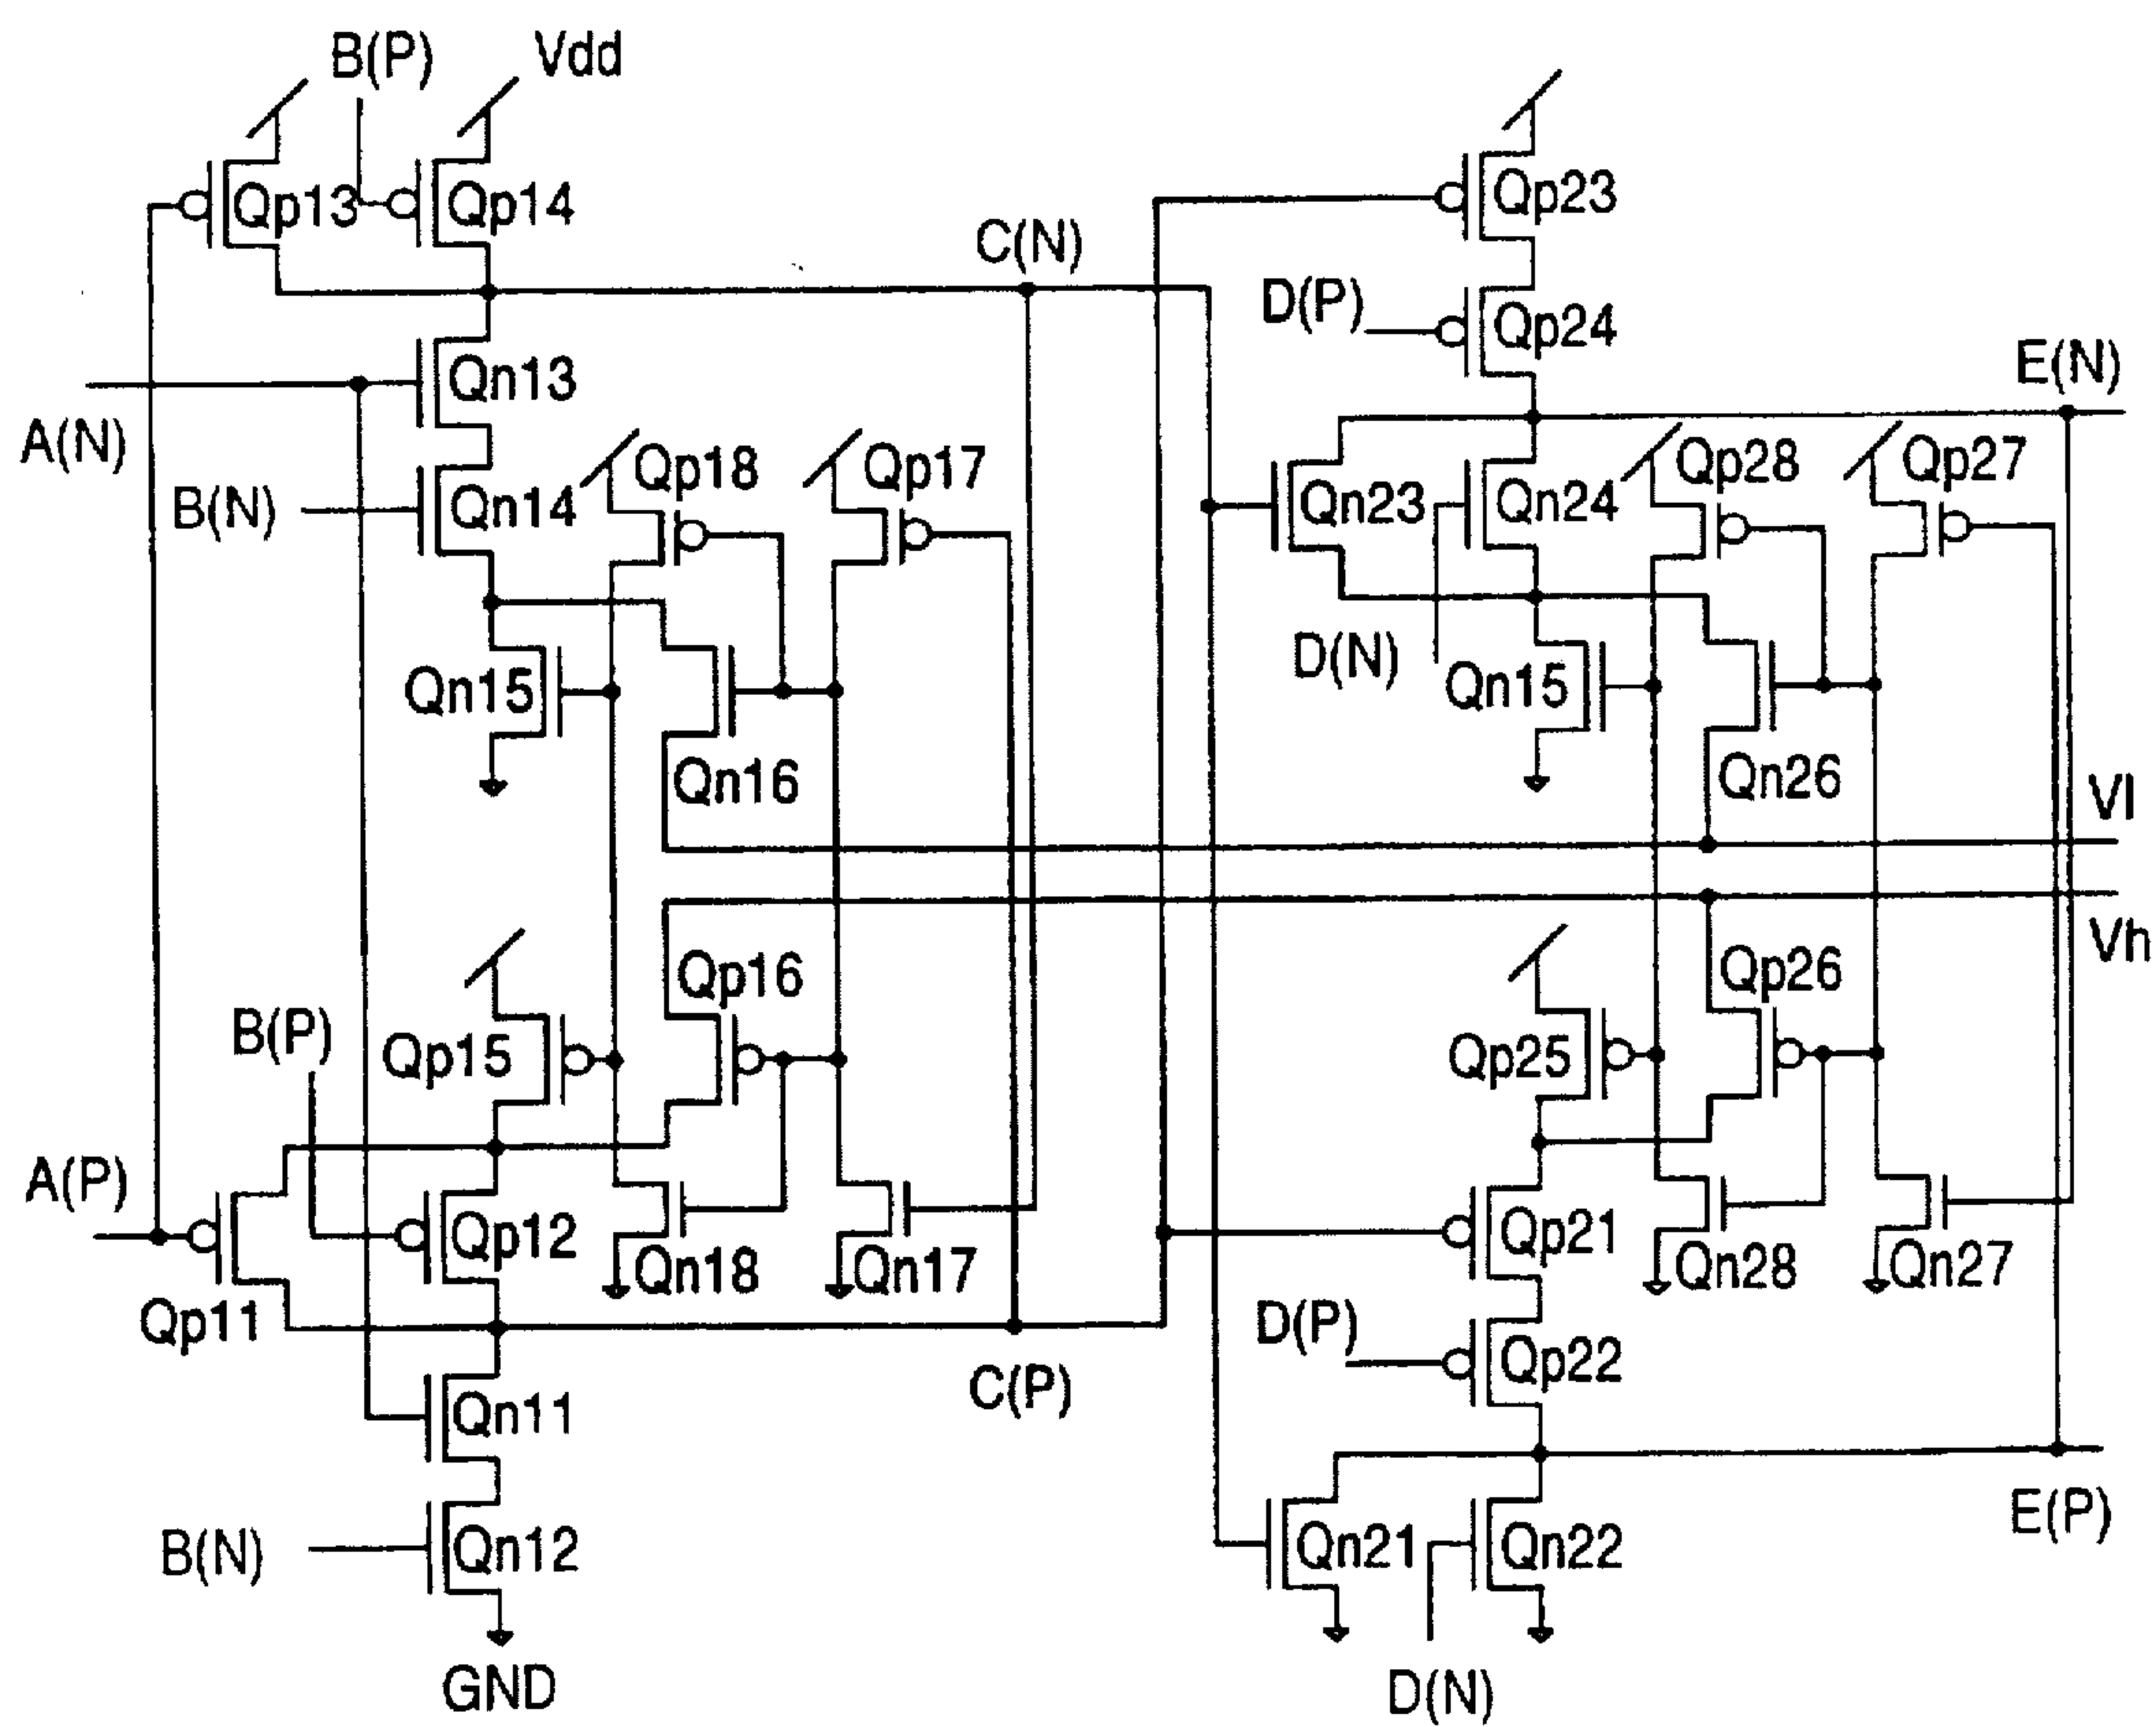 B(P)
Vdd
Qp13
Qp14
Qp23
C(N)
D(P)
Qp24
Qn13
E(N)
A(N)
Qp18
Qp17
Qp28
Qp27
B(N)
Qn14
Qn23
Qn24
D(N)
Qn15
Qn15
Qn16
Qn26
Vl
Vh
Qp16
Qp26
B(P)
Qp15
Qp25
A(P)
Qp12
Qn18
Qn17
Qp21
Qn28
Qn27
Qp11
D(P)
Qp22
C(P)
Qn11
E(P)
B(N)
Qn12
Qn21
Qn22
GND
D(N)